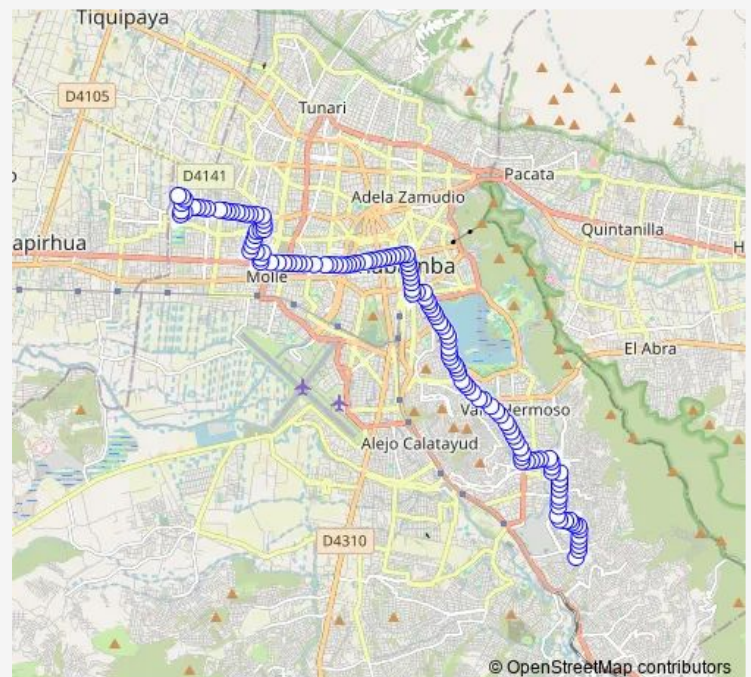 Tiquipaya
D4105
Tunari
D4141
Pacata
Adela Zamudio
Quintanilla
apirhua
H
Molle
El Abra
Alejo Calatayud
D4310
© OpenStreetMap contributors